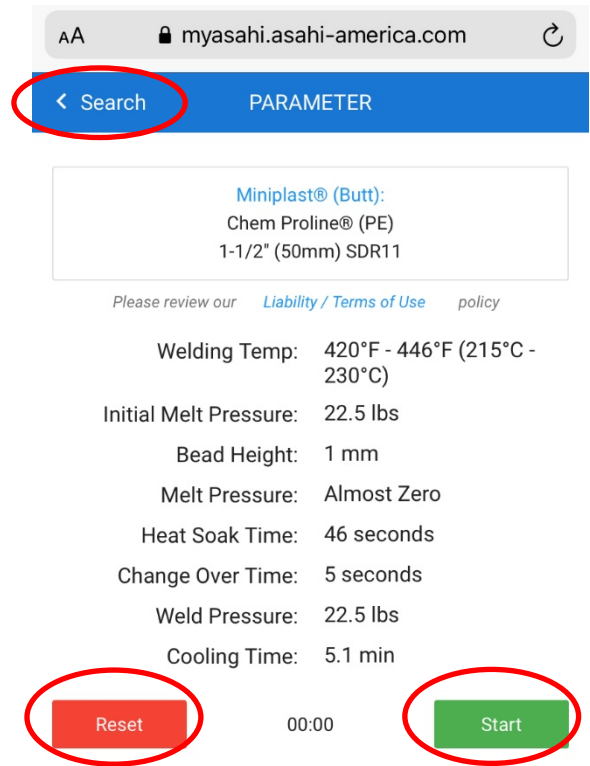 AA myasahi.asahi-america.com
Search PARAMETER
Miniplast® (Butt):
Chem Proline® (PE)
1-1/2" (50mm) SDR11
Please review our Liability / Terms of Use policy
Welding Temp: 420°F - 446°F (215°C -
230°C)
Initial Melt Pressure: 22.5 lbs
Bead Height: 1 mm
Melt Pressure: Almost Zero
Heat Soak Time: 46 seconds
Change Over Time: 5 seconds
Weld Pressure: 22.5 lbs
Cooling Time: 5.1 min
Reset 00:00 Start